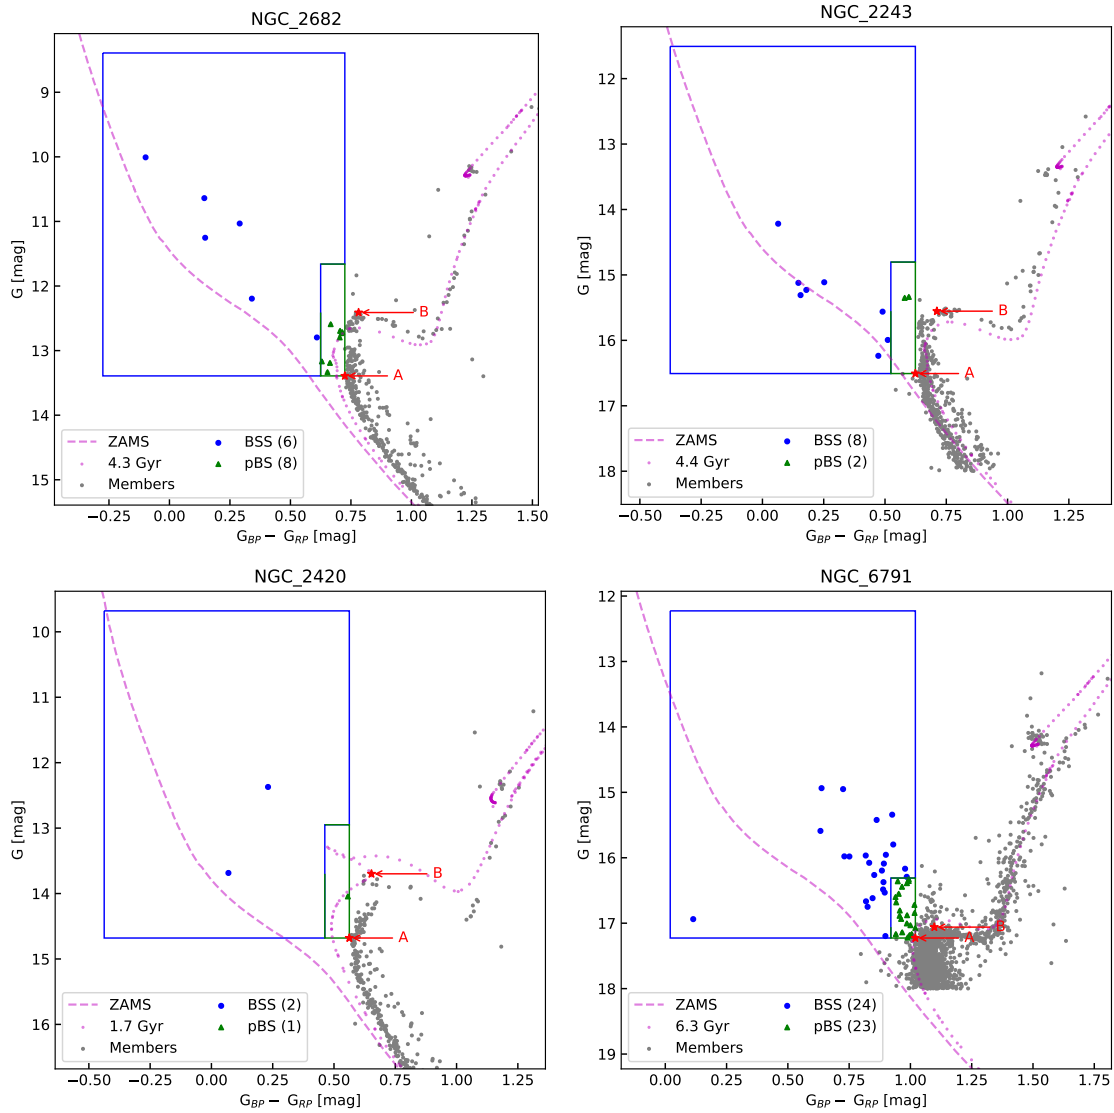 NGC_2682
9
10
11
12
13
14
15
G [mag]
B
A
ZAMS
4.3 Gyr
Members
BSS (6)
pBS (8)
−0.25 0.00 0.25 0.50 0.75 1.00 1.25 1.50
G_BP − G_RP [mag]
NGC_2243
12
13
14
15
16
17
18
G [mag]
B
A
ZAMS
4.4 Gyr
Members
BSS (8)
pBS (2)
−0.50 −0.25 0.00 0.25 0.50 0.75 1.00 1.25
G_BP − G_RP [mag]
NGC_2420
10
11
12
13
14
15
16
G [mag]
B
A
ZAMS
1.7 Gyr
Members
BSS (2)
pBS (1)
−0.50 −0.25 0.00 0.25 0.50 0.75 1.00 1.25
G_BP − G_RP [mag]
NGC_6791
12
13
14
15
16
17
18
19
G [mag]
B
A
ZAMS
6.3 Gyr
Members
BSS (24)
pBS (23)
0.00 0.25 0.50 0.75 1.00 1.25 1.50 1.75
G_BP − G_RP [mag]